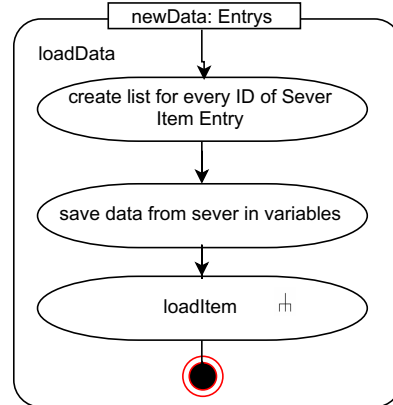 newData: Entrys
loadData
create list for every ID of Sever
Item Entry
save data from sever in variables
loadItem